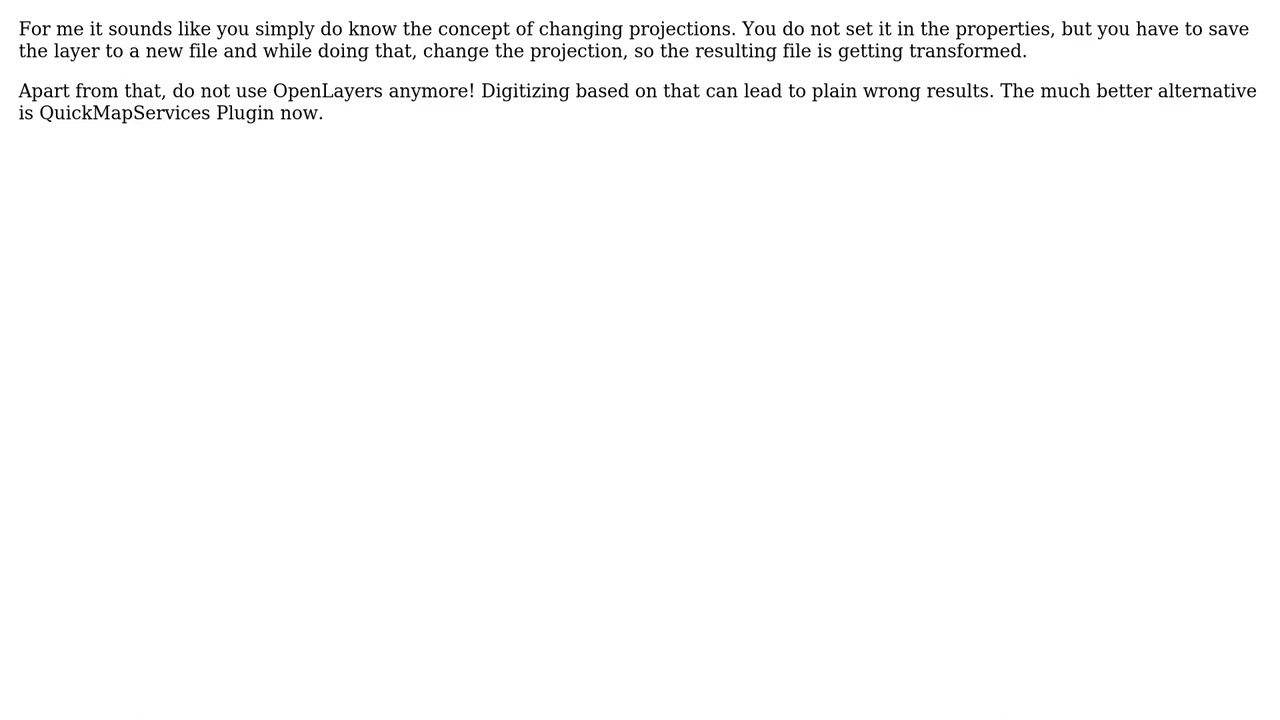 For me it sounds like you simply do know the concept of changing projections. You do not set it in the properties, but you have to save
the layer to a new file and while doing that, change the projection, so the resulting file is getting transformed.
Apart from that, do not use OpenLayers anymore! Digitizing based on that can lead to plain wrong results. The much better alternative
is QuickMapServices Plugin now.